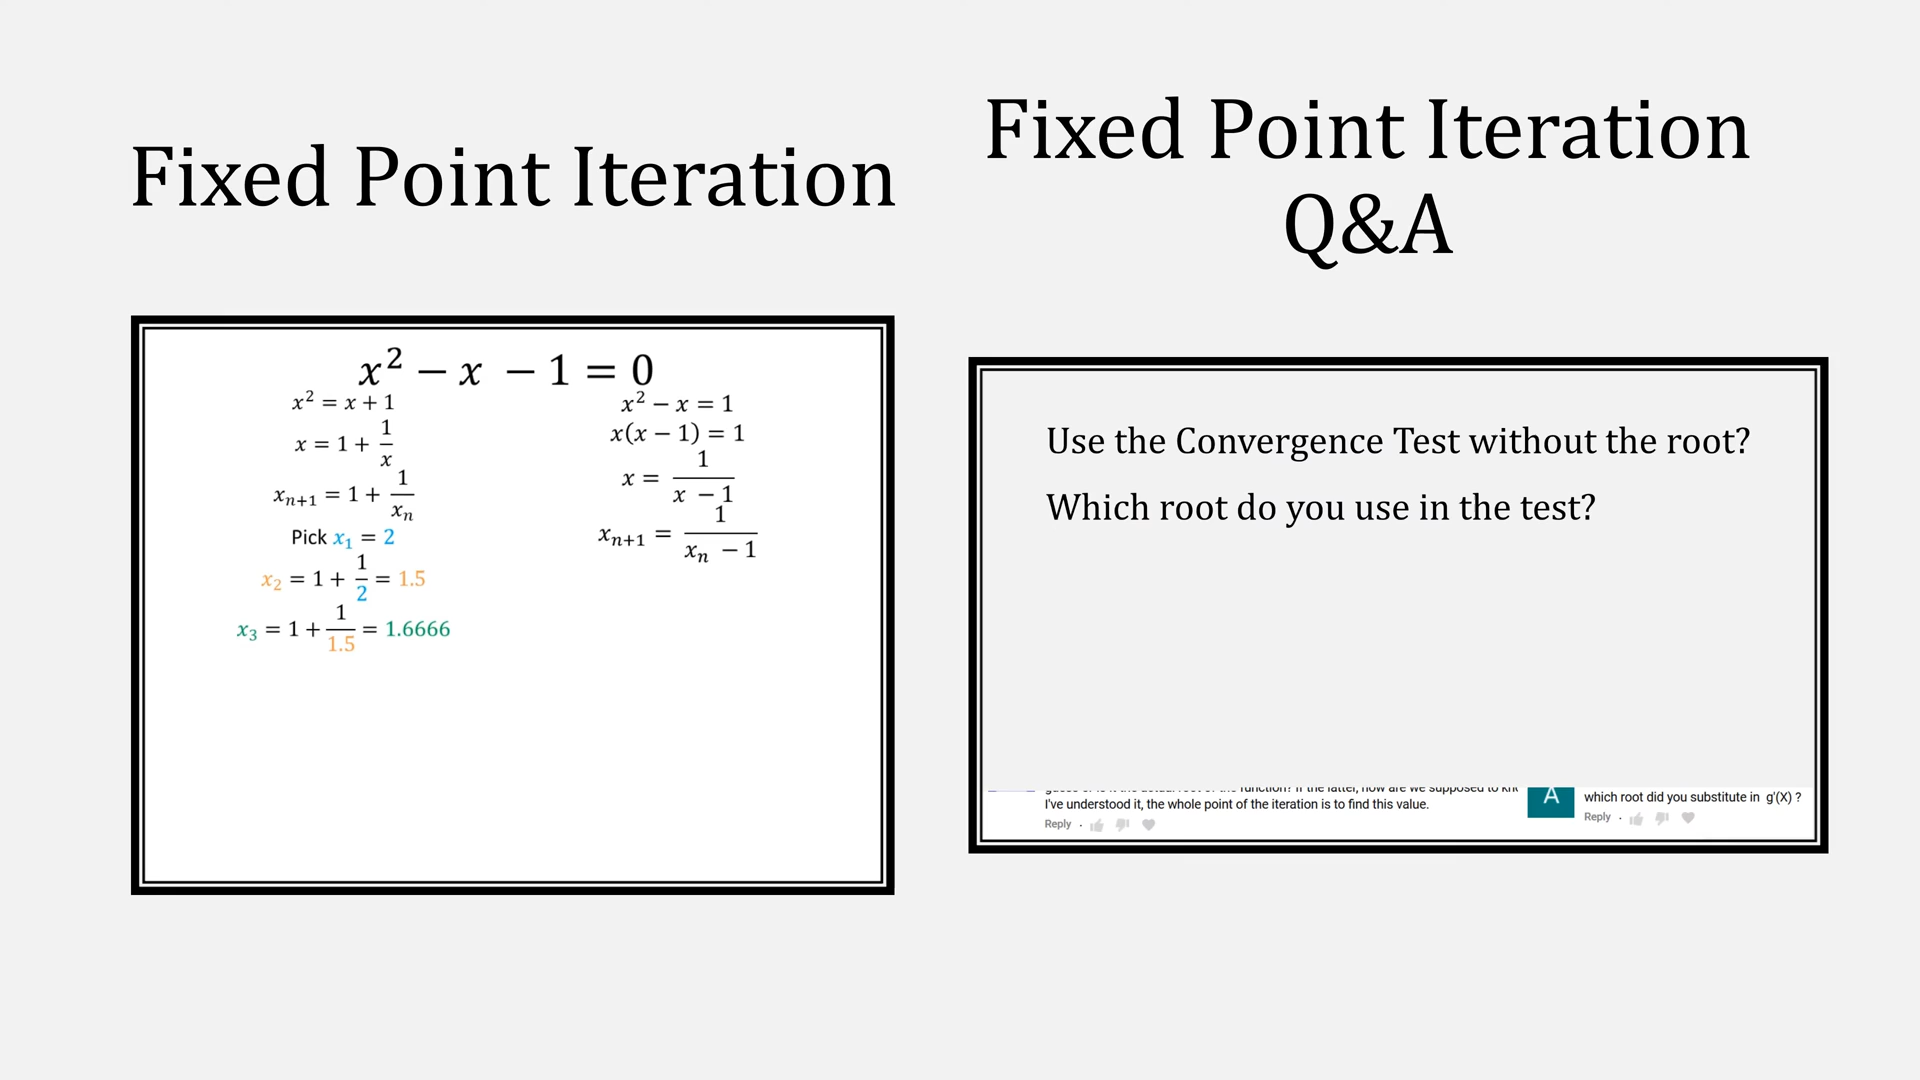 Fixed Point Iteration
x² − x − 1 = 0
x² = x + 1
x = 1 + 1/x
xₙ₊₁ = 1 + 1/xₙ
Pick x₁ = 2
x₂ = 1 + 1/2 = 1.5
x₃ = 1 + 1/1.5 = 1.6666
x² − x = 1
x(x − 1) = 1
x = 1/(x − 1)
xₙ₊₁ = 1/(xₙ − 1)
Fixed Point Iteration
Q&A
Use the Convergence Test without the root?
Which root do you use in the test?
I've understood it, the whole point of the iteration is to find this value.
Reply ·
A
which root did you substitute in g'(X) ?
Reply ·